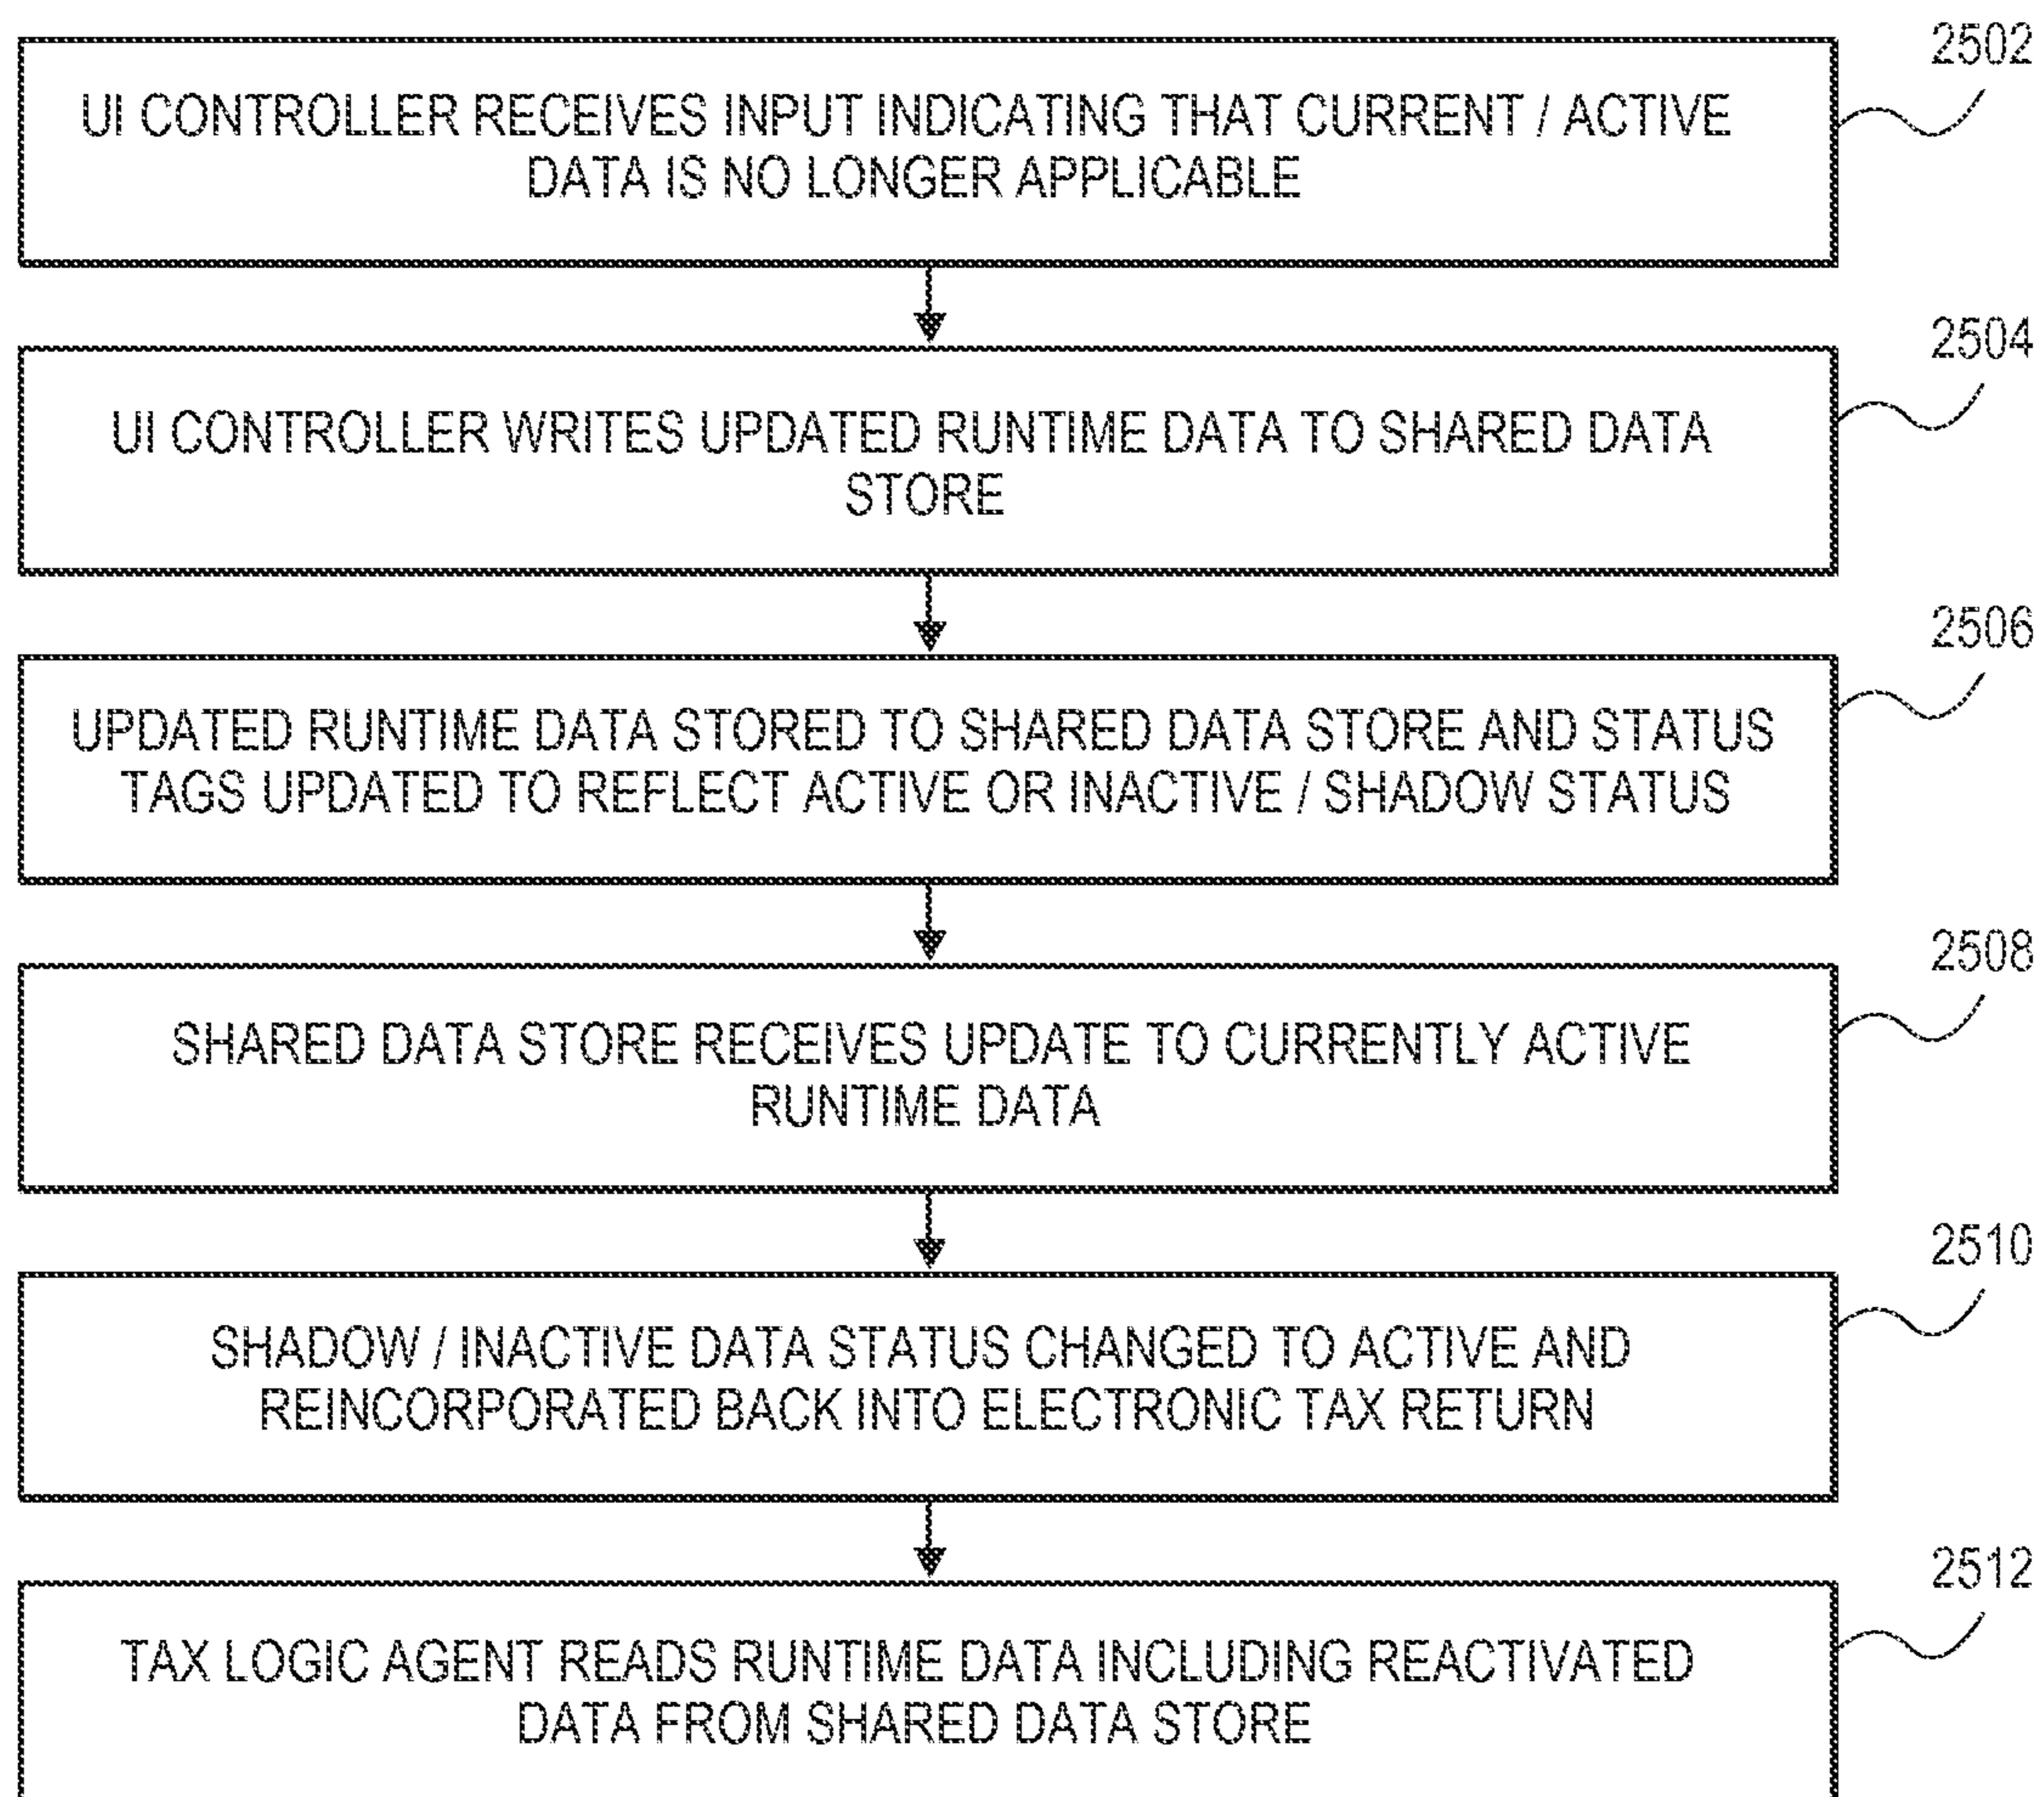 2502
UI CONTROLLER RECEIVES INPUT INDICATING THAT CURRENT / ACTIVE
DATA IS NO LONGER APPLICABLE
2504
UI CONTROLLER WRITES UPDATED RUNTIME DATA TO SHARED DATA
STORE
2506
UPDATED RUNTIME DATA STORED TO SHARED DATA STORE AND STATUS
TAGS UPDATED TO REFLECT ACTIVE OR INACTIVE / SHADOW STATUS
2508
SHARED DATA STORE RECEIVES UPDATE TO CURRENTLY ACTIVE
RUNTIME DATA
2510
SHADOW / INACTIVE DATA STATUS CHANGED TO ACTIVE AND
REINCORPORATED BACK INTO ELECTRONIC TAX RETURN
2512
TAX LOGIC AGENT READS RUNTIME DATA INCLUDING REACTIVATED
DATA FROM SHARED DATA STORE